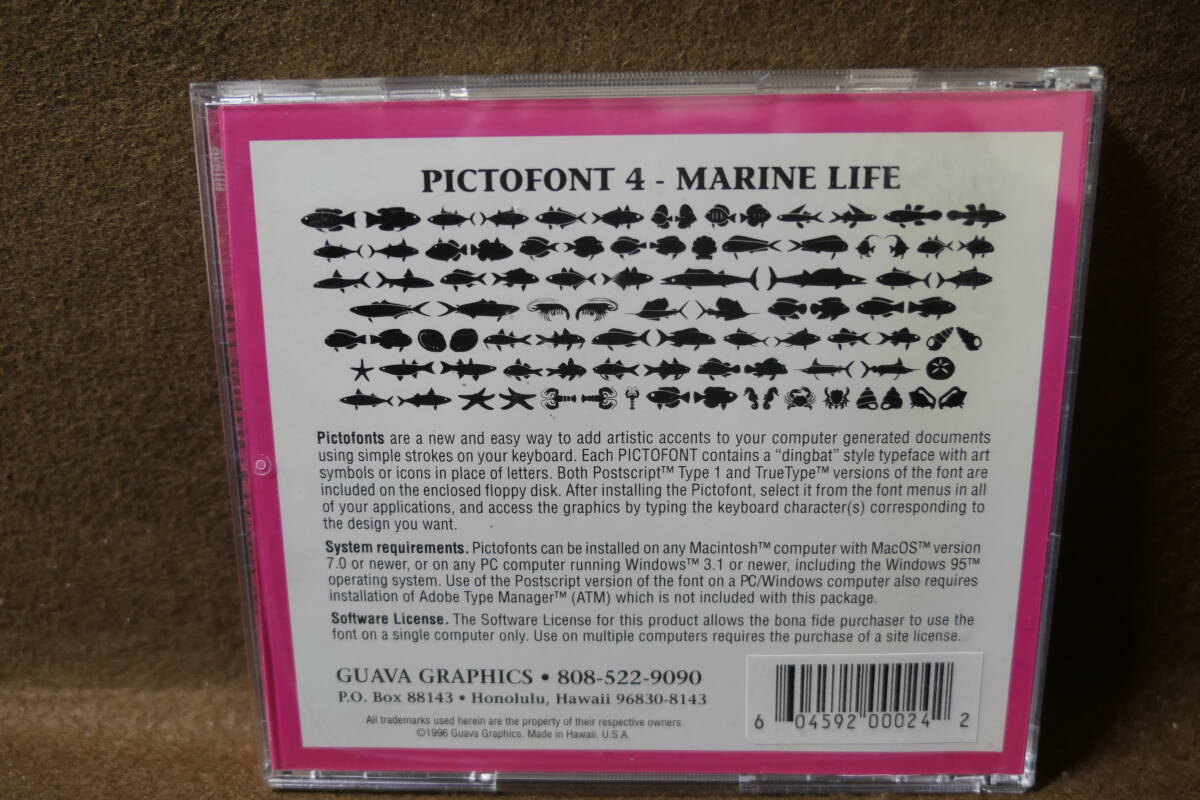 PICTOFONT 4 - MARINE LIFE
Pictofonts are a new and easy way to add artistic accents to your computer generated documents
using simple strokes on your keyboard. Each PICTOFONT contains a “dingbat” style typeface with art
symbols or icons in place of letters. Both Postscript™ Type 1 and TrueType™ versions of the font are
included on the enclosed floppy disk. After installing the Pictofont, select it from the font menus in all
of your applications, and access the graphics by typing the keyboard character(s) corresponding to
the design you want.
System requirements. Pictofonts can be installed on any Macintosh™ computer with MacOS™ version
7.0 or newer, or on any PC computer running Windows™ 3.1 or newer, including the Windows 95™
operating system. Use of the Postscript version of the font on a PC/Windows computer also requires
installation of Adobe Type Manager™ (ATM) which is not included with this package.
Software License. The Software License for this product allows the bona fide purchaser to use the
font on a single computer only. Use on multiple computers requires the purchase of a site license.
GUAVA GRAPHICS • 808-522-9090
P.O. Box 88143 • Honolulu, Hawaii 96830-8143
All trademarks used herein are the property of their respective owners.
©1996 Guava Graphics. Made in Hawaii, U.S.A.
6 04592 00024 2